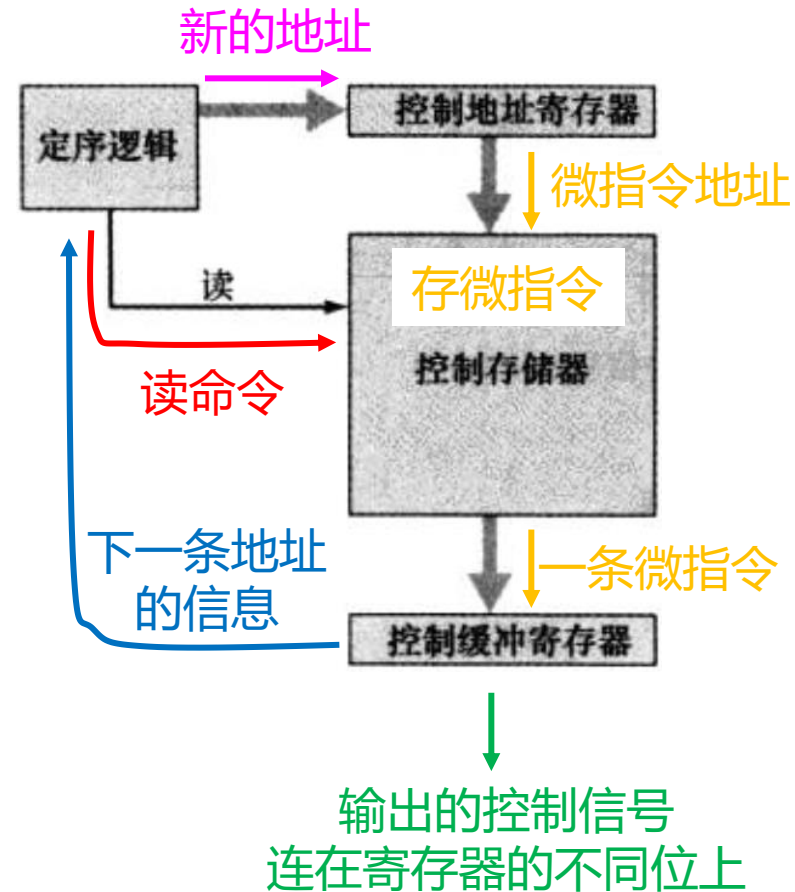 新的地址
控制地址寄存器
定序逻辑
微指令地址
读
存微指令
控制存储器
读命令
下一条地址
的信息
一条微指令
控制缓冲寄存器
输出的控制信号
连在寄存器的不同位上